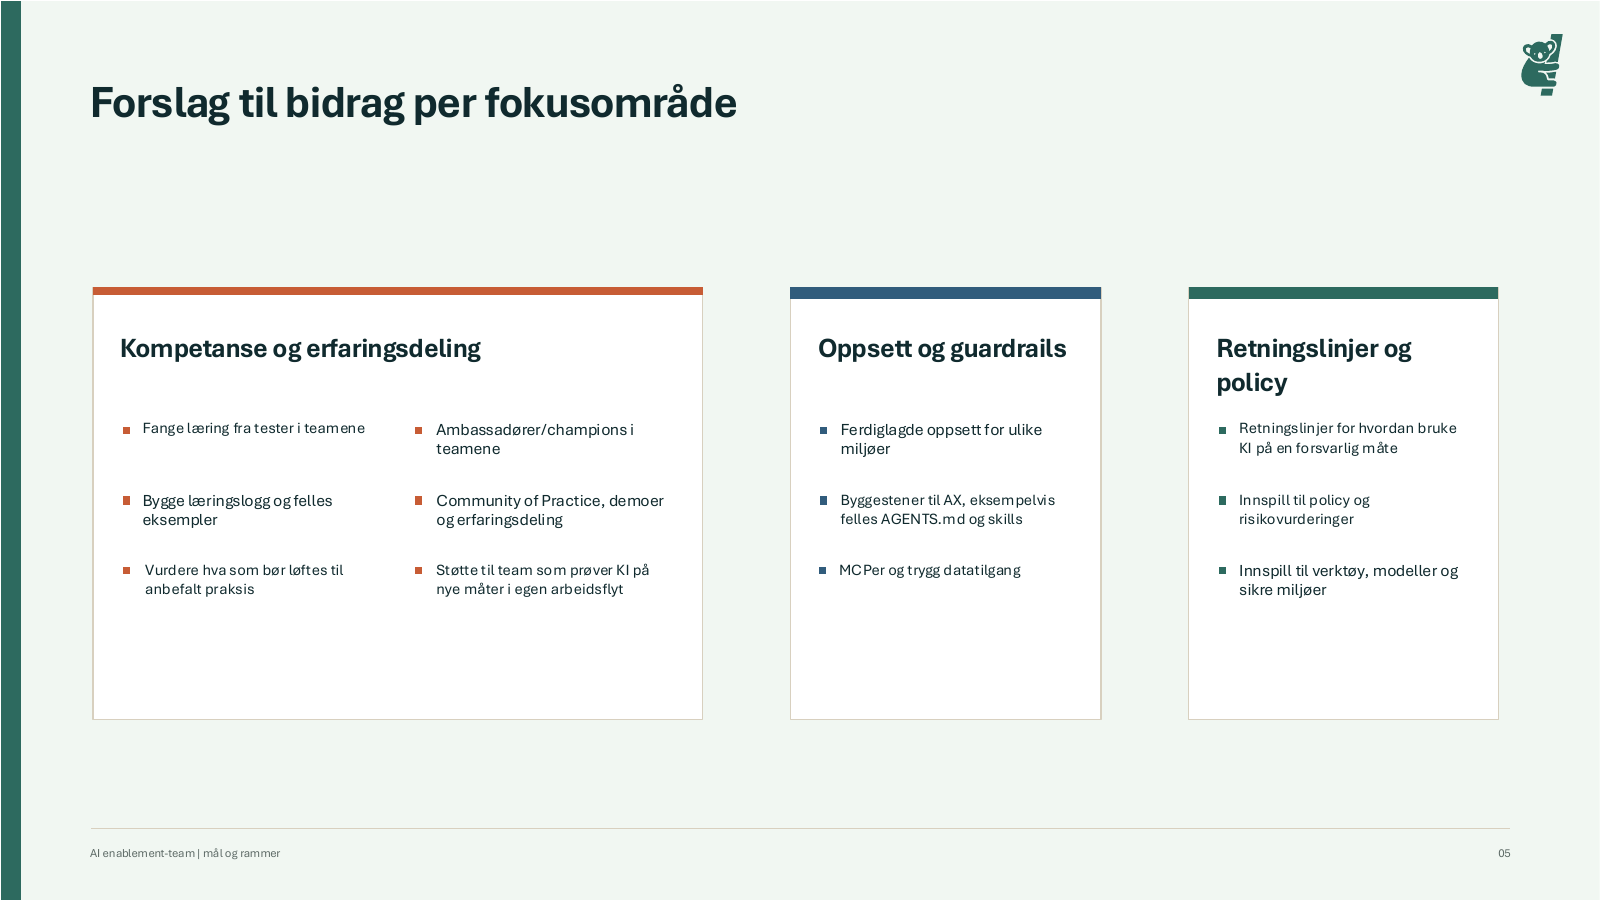 Forslag til bidrag per fokusområde
Kompetanse og erfaringsdeling
Fange læring fra tester i teamene
Bygge læringslogg og felles
eksempler
Vurdere hva som bør løftes til
anbefalt praksis
Ambassadører/champions i
teamene
Community of Practice, demoer
og erfaringsdeling
Støtte til team som prøver KI på
nye måter i egen arbeidsflyt
Oppsett og guardrails
Ferdiglagde oppsett for ulike
miljøer
Byggestener til AX, eksempelvis
felles AGENTS.md og skills
MCPer og trygg datatilgang
Retningslinjer og
policy
Retningslinjer for hvordan bruke
KI på en forsvarlig måte
Innspill til policy og
risikovurderinger
Innspill til verktøy, modeller og
sikre miljøer
AI enablement-team | mål og rammer
05